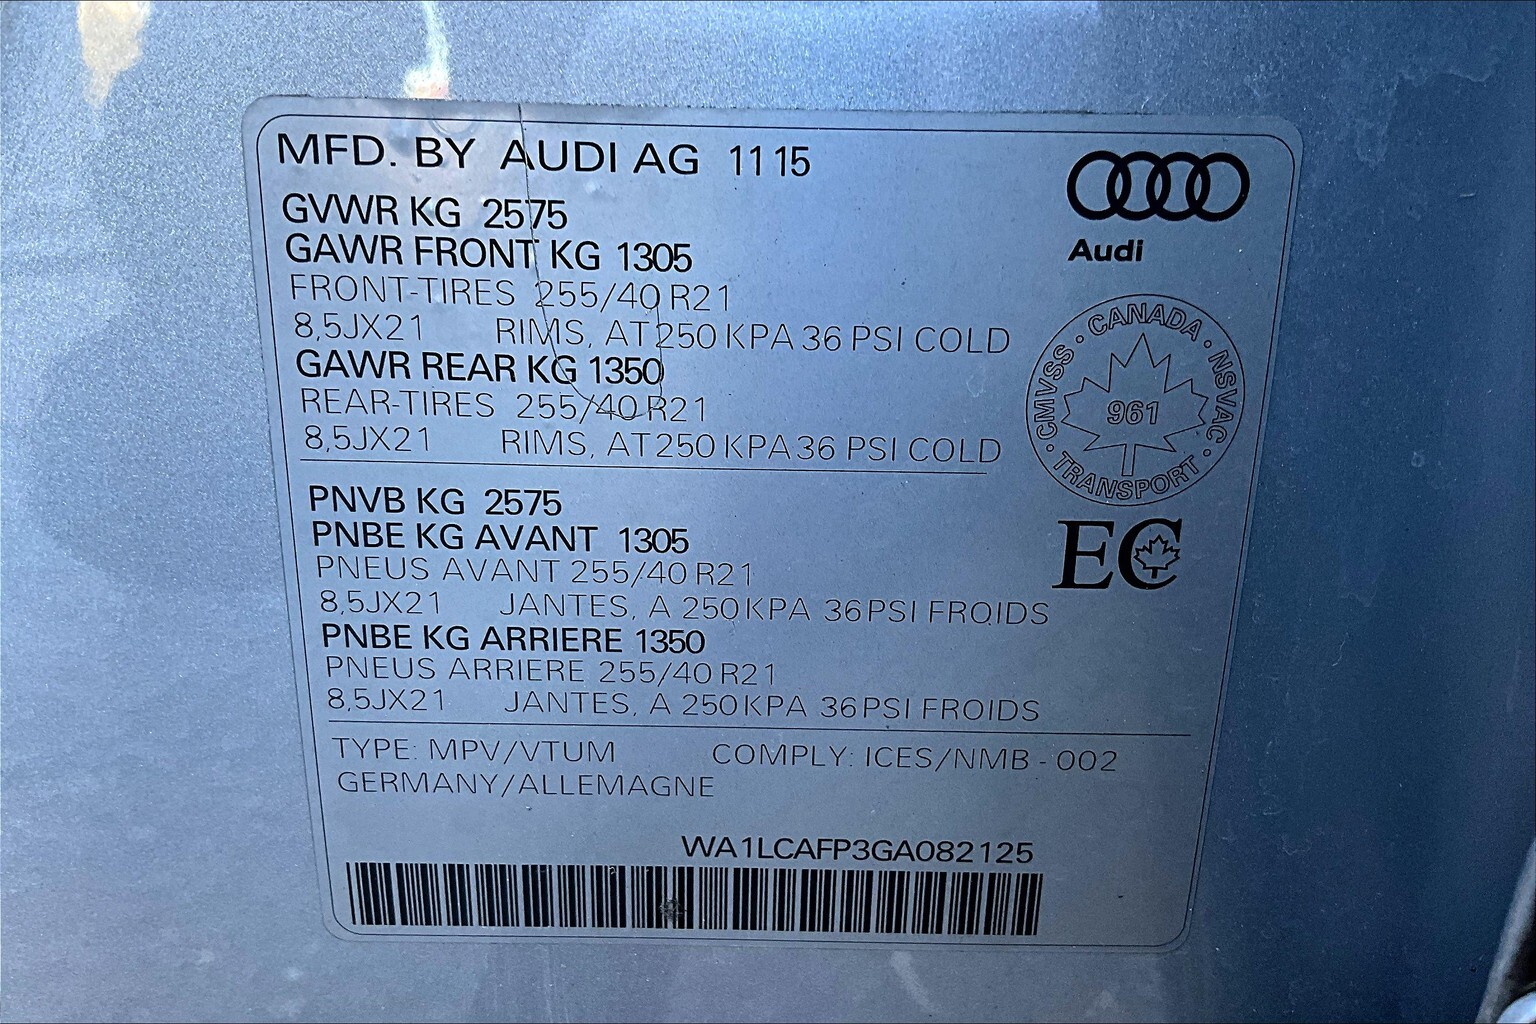 MFD. BY AUDI AG 11 15
GVWR KG 2575
GAWR FRONT KG 1305
FRONT-TIRES 255/40 R21
8,5JX21 RIMS, AT 250 KPA 36 PSI COLD
GAWR REAR KG 1350
REAR-TIRES 255/40 R21
8,5JX21 RIMS, AT 250 KPA 36 PSI COLD
Audi
CMVSS · CANADA · NSVAC · TRANSPORT ·
961
EC
PNVB KG 2575
PNBE KG AVANT 1305
PNEUS AVANT 255/40 R21
8,5JX21 JANTES, A 250 KPA 36 PSI FROIDS
PNBE KG ARRIERE 1350
PNEUS ARRIERE 255/40 R21
8,5JX21 JANTES, A 250 KPA 36 PSI FROIDS
TYPE: MPV/VTUM COMPLY: ICES/NMB - 002
GERMANY/ALLEMAGNE
WA1LCAFP3GA082125